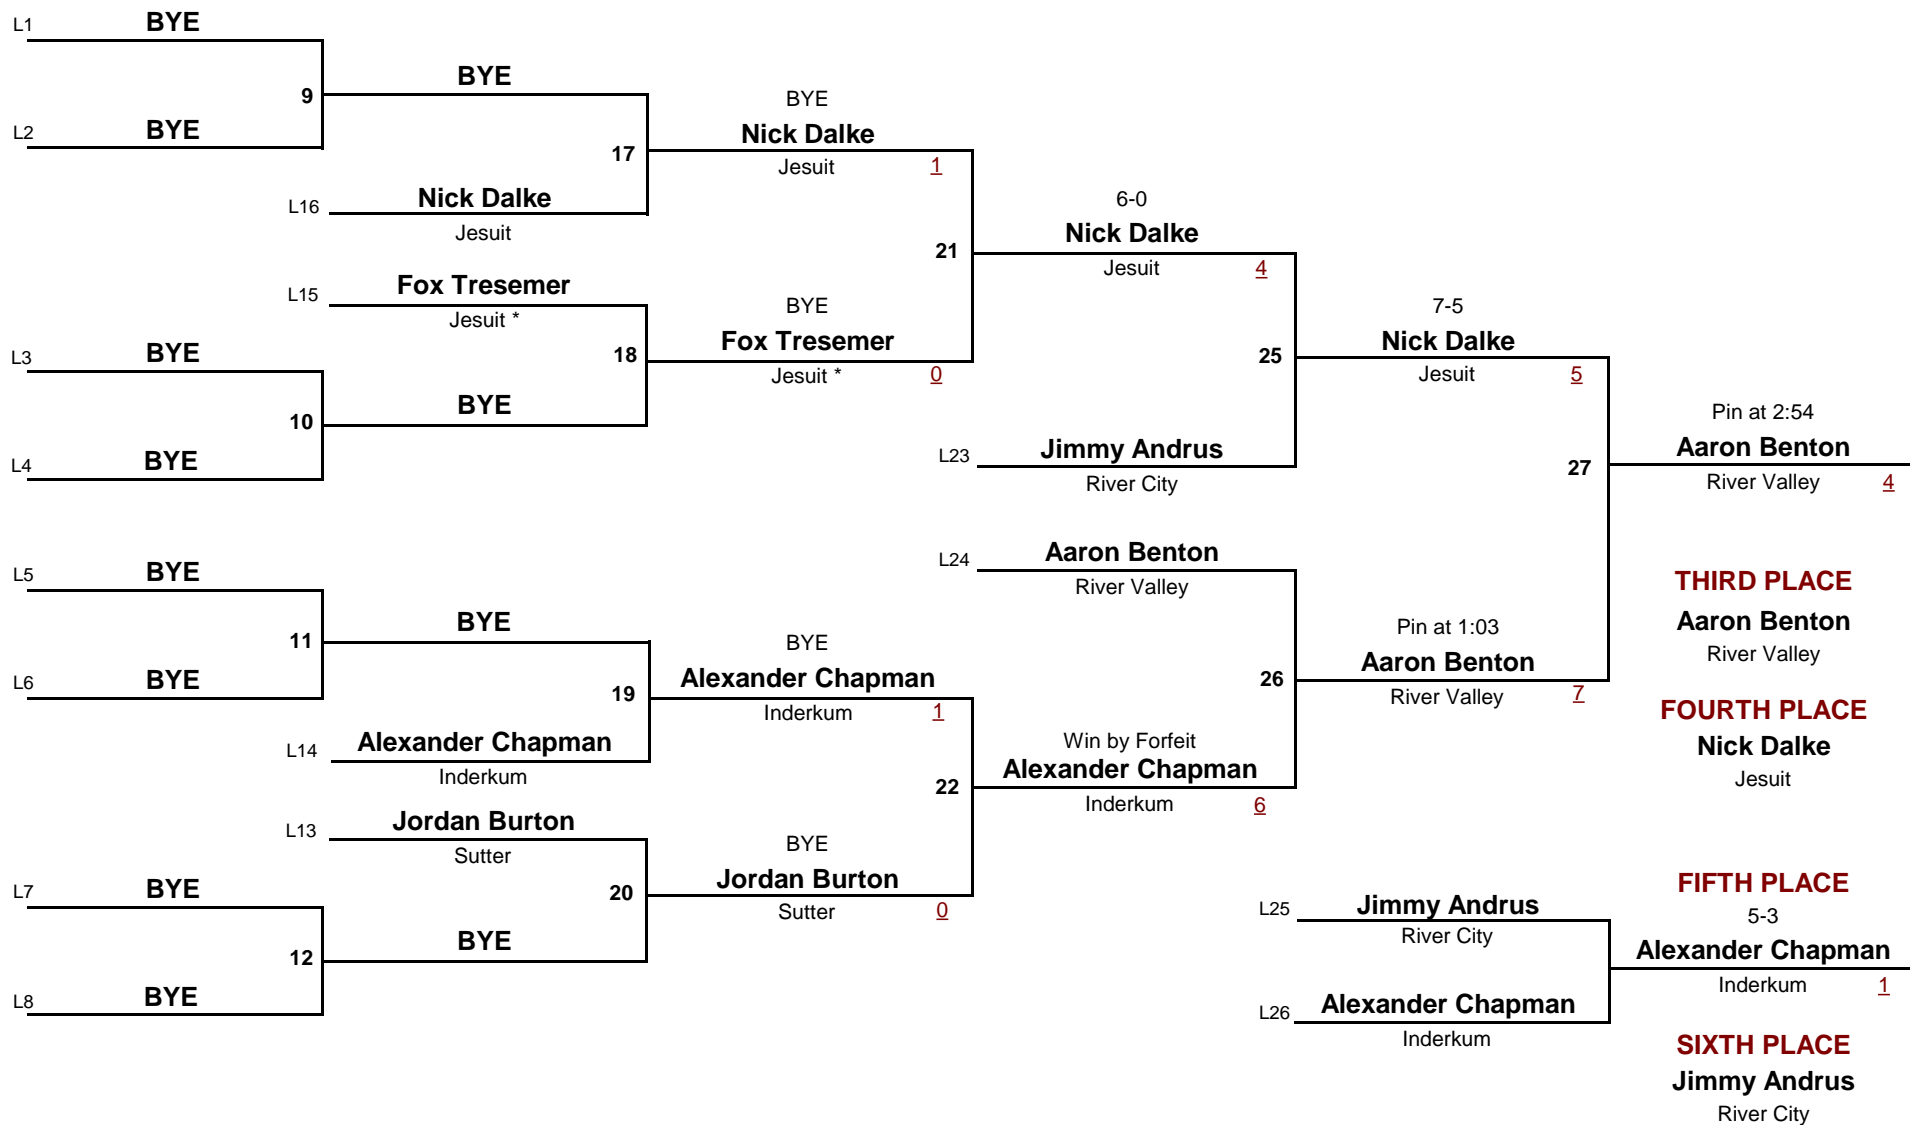 L1
BYE
9
L2
BYE
BYE
17
L16
Nick Dalke
Jesuit
BYE
Nick Dalke
Jesuit
1
L15
Fox Tresemer
Jesuit *
L3
BYE
10
L4
BYE
BYE
18
BYE
Fox Tresemer
Jesuit *
0
21
6-0
Nick Dalke
Jesuit
4
25
L23
Jimmy Andrus
River City
7-5
Nick Dalke
Jesuit
5
27
Pin at 2:54
Aaron Benton
River Valley
4
L5
BYE
11
L6
BYE
BYE
19
L14
Alexander Chapman
Inderkum
BYE
Alexander Chapman
Inderkum
1
22
L13
Jordan Burton
Sutter
L7
BYE
12
L8
BYE
BYE
20
BYE
Jordan Burton
Sutter
0
L24
Aaron Benton
River Valley
26
Win by Forfeit
Alexander Chapman
Inderkum
6
Pin at 1:03
Aaron Benton
River Valley
7
THIRD PLACE
Aaron Benton
River Valley
FOURTH PLACE
Nick Dalke
Jesuit
L25
Jimmy Andrus
River City
L26
Alexander Chapman
Inderkum
FIFTH PLACE
5-3
Alexander Chapman
Inderkum
1
SIXTH PLACE
Jimmy Andrus
River City